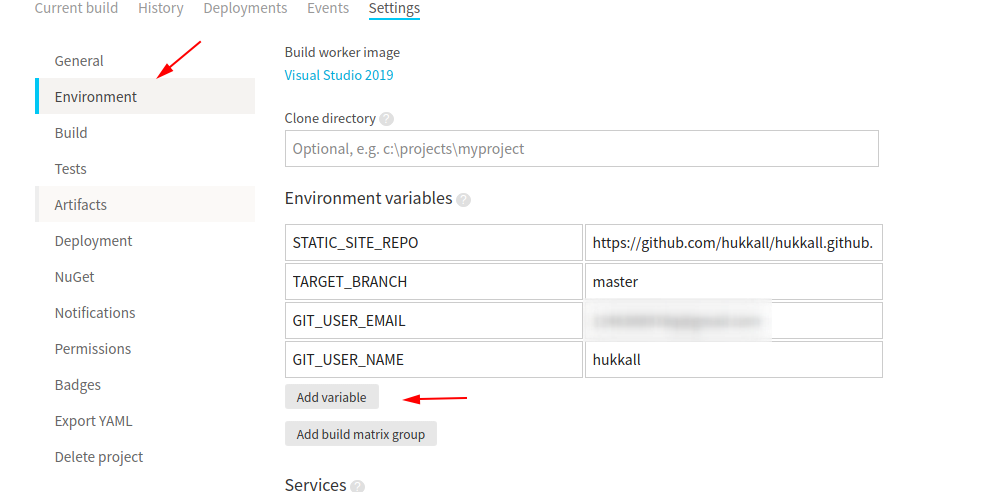 Current build History Deployments Events Settings
General
Environment
Build
Tests
Artifacts
Deployment
NuGet
Notifications
Permissions
Badges
Export YAML
Delete project
Build worker image
Visual Studio 2019
Clone directory ?
Optional, e.g. c:\projects\myproject
Environment variables ?
STATIC_SITE_REPO https://github.com/hukkall/hukkall.github.
TARGET_BRANCH master
GIT_USER_EMAIL
GIT_USER_NAME hukkall
Add variable
Add build matrix group
Services ?